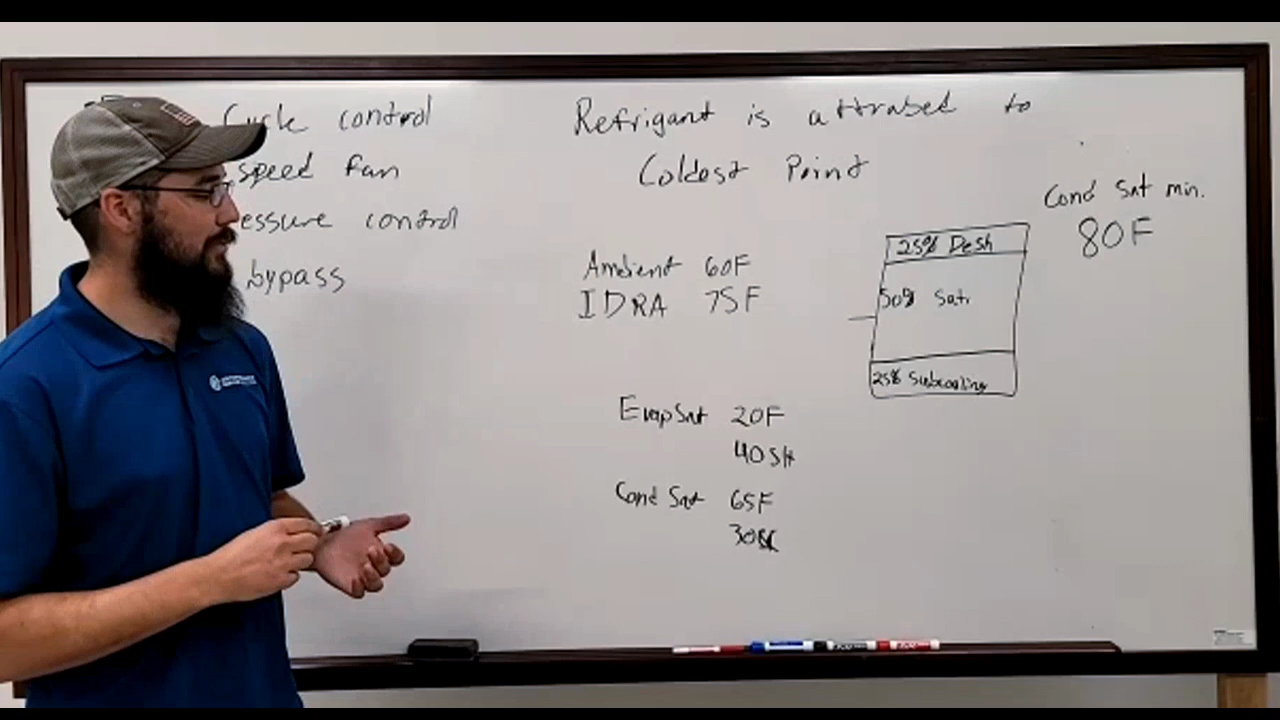 Cycle control
speed fan
essure control
bypass
Refrigant is attrabed to
Coldest Point
Ambient 60F
IDRA 75F
Evap Sat 20F
40SH
Cond Sat 65F
30SC
25% Desh
50% Sat.
25% Subcooling
Cond Sat min.
80F